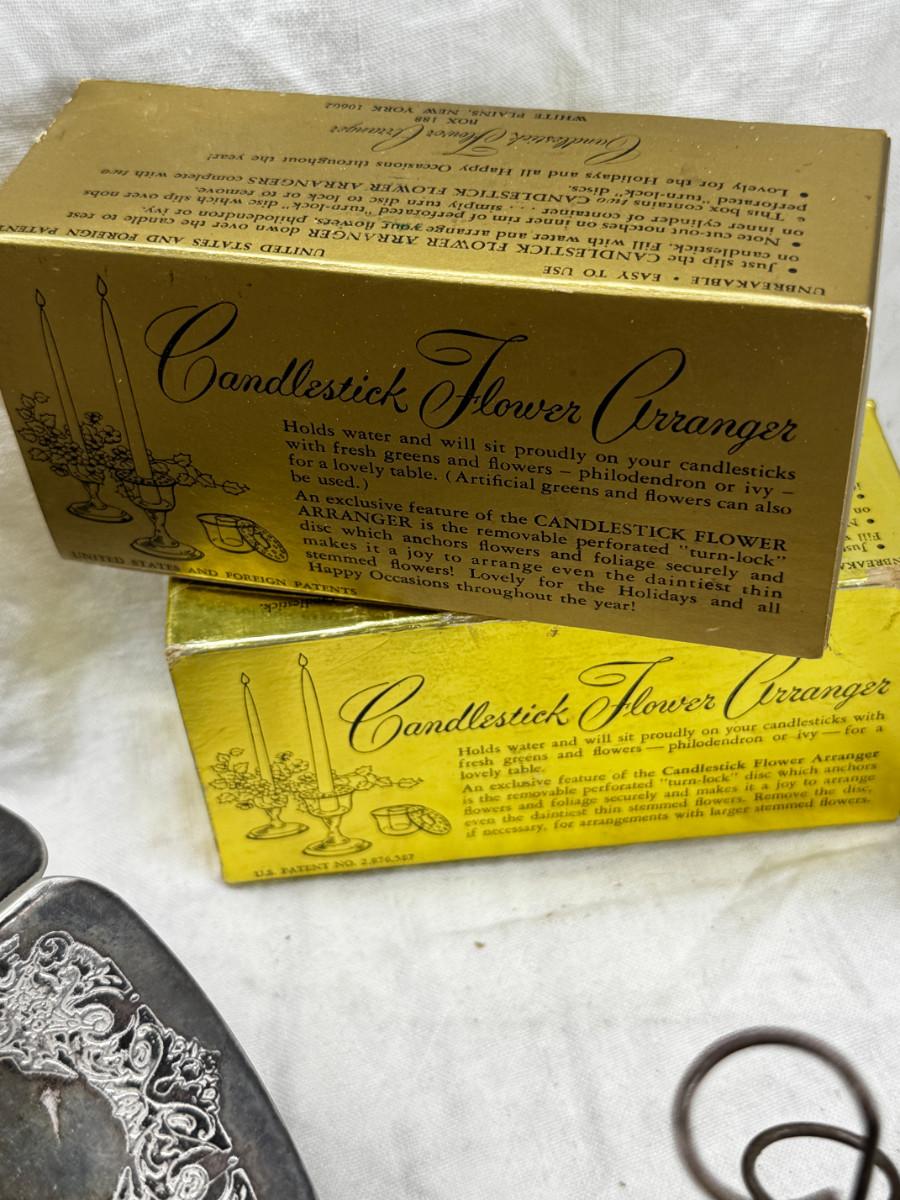 Candlestick Flower Arranger
BOX 188
WHITE PLAINS, NEW YORK 10602
UNBREAKABLE • EASY TO USE
UNITED STATES AND FOREIGN PATENTS
• Just slip the CANDLESTICK FLOWER ARRANGER down over the candle to rest
on candlestick. Fill with water and arrange your flowers, philodendron or ivy.
• Note cut-out notches on inner rim of perforated "turn-lock" disc which slip over nobs
on inner cylinder of container . . . simply turn disc to lock or to remove.
• This box contains two CANDLESTICK FLOWER ARRANGERS complete with two
perforated "turn-lock" discs.
• Lovely for the Holidays and all Happy Occasions throughout the year!
Candlestick Flower Arranger
Holds water and will sit proudly on your candlesticks
with fresh greens and flowers – philodendron or ivy –
for a lovely table. (Artificial greens and flowers can also
be used.)
An exclusive feature of the CANDLESTICK FLOWER
ARRANGER is the removable perforated "turn-lock"
disc which anchors flowers and foliage securely and
makes it a joy to arrange even the daintiest thin
stemmed flowers! Lovely for the Holidays and all
Happy Occasions throughout the year!
UNITED STATES AND FOREIGN PATENTS
candlestick.
Candlestick Flower Arranger
Holds water and will sit proudly on your candlesticks with
fresh greens and flowers — philodendron or ivy — for a
lovely table.
An exclusive feature of the Candlestick Flower Arranger
is the removable perforated "turn-lock" disc which anchors
flowers and foliage securely and makes it a joy to arrange
even the daintiest thin stemmed flowers. Remove the disc,
if necessary, for arrangements with larger stemmed flowers.
U.S. PATENT NO. 2,876,587